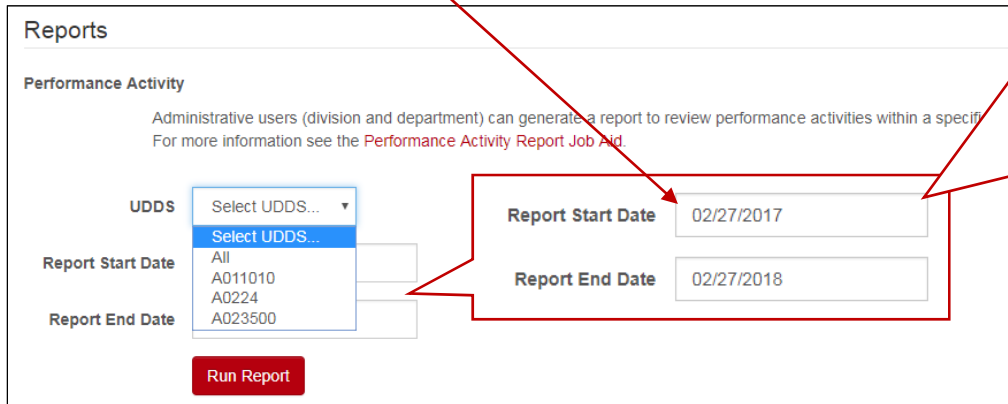 Reports
Performance Activity
Administrative users (division and department) can generate a report to review performance activities within a
For more information see the Performance Activity Report Job Aid.
UDDS
Select UDDS...
Select UDDS...
All
A011010
A0224
A023500
Report Start Date
Report End Date
Report Start Date
02/27/2017
Report End Date
02/27/2018
Run Report